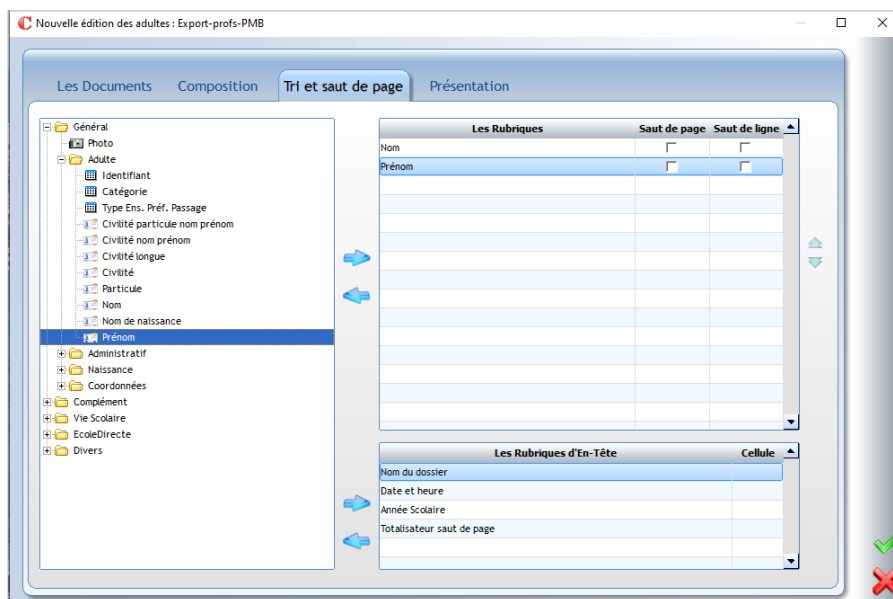 Nouvelle édition des adultes : Export-profs-PMB
Les Documents
Composition
Tri et saut de page
Présentation
Général
Photo
Adulte
Identifiant
Catégorie
Type Ens. Préf. Passage
Civilité particule nom prénom
Civilité nom prénom
Civilité longue
Civilité
Particule
Nom
Nom de naissance
Prénom
Administratif
Naissance
Coordonnées
Complément
Vie Scolaire
EcoleDirecte
Divers
Les Rubriques Saut de page Saut de ligne
Nom
Prénom
Les Rubriques d'En-Tête Cellule
Nom du dossier
Date et heure
Année Scolaire
Totalisateur saut de page